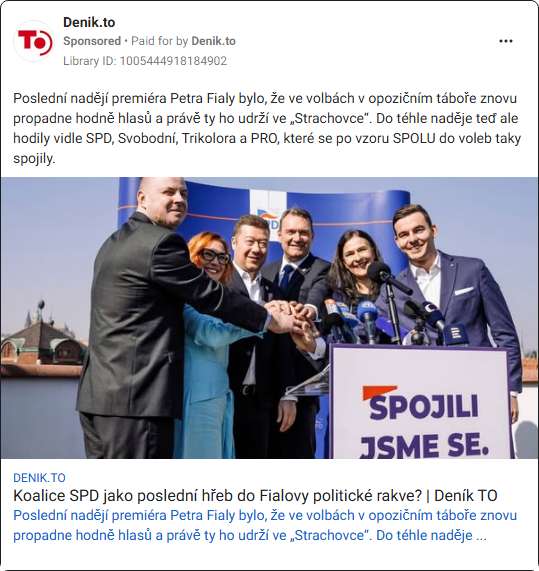 Deník.to
Sponsored • Paid for by Denik.to
Library ID: 1005444918184902
TO
Poslední nadějí premiéra Petra Fialy bylo, že ve volbách v opozičním táboře znovu
propadne hodně hlasů a právě ty ho udrží ve „Strachovce“. Do téhle naděje teď ale
hodily vidle SPD, Svobodní, Trikolora a PRO, které se po vzoru SPOLU do voleb taky
spojily.
SPOJILI
JSME SE.
DENIK.TO
Koalice SPD jako poslední hřeb do Fialovy politické rakve? | Deník TO
Poslední nadějí premiéra Petra Fialy bylo, že ve volbách v opozičním táboře znovu
propadne hodně hlasů a právě ty ho udrží ve „Strachovce“. Do téhle naděje ...